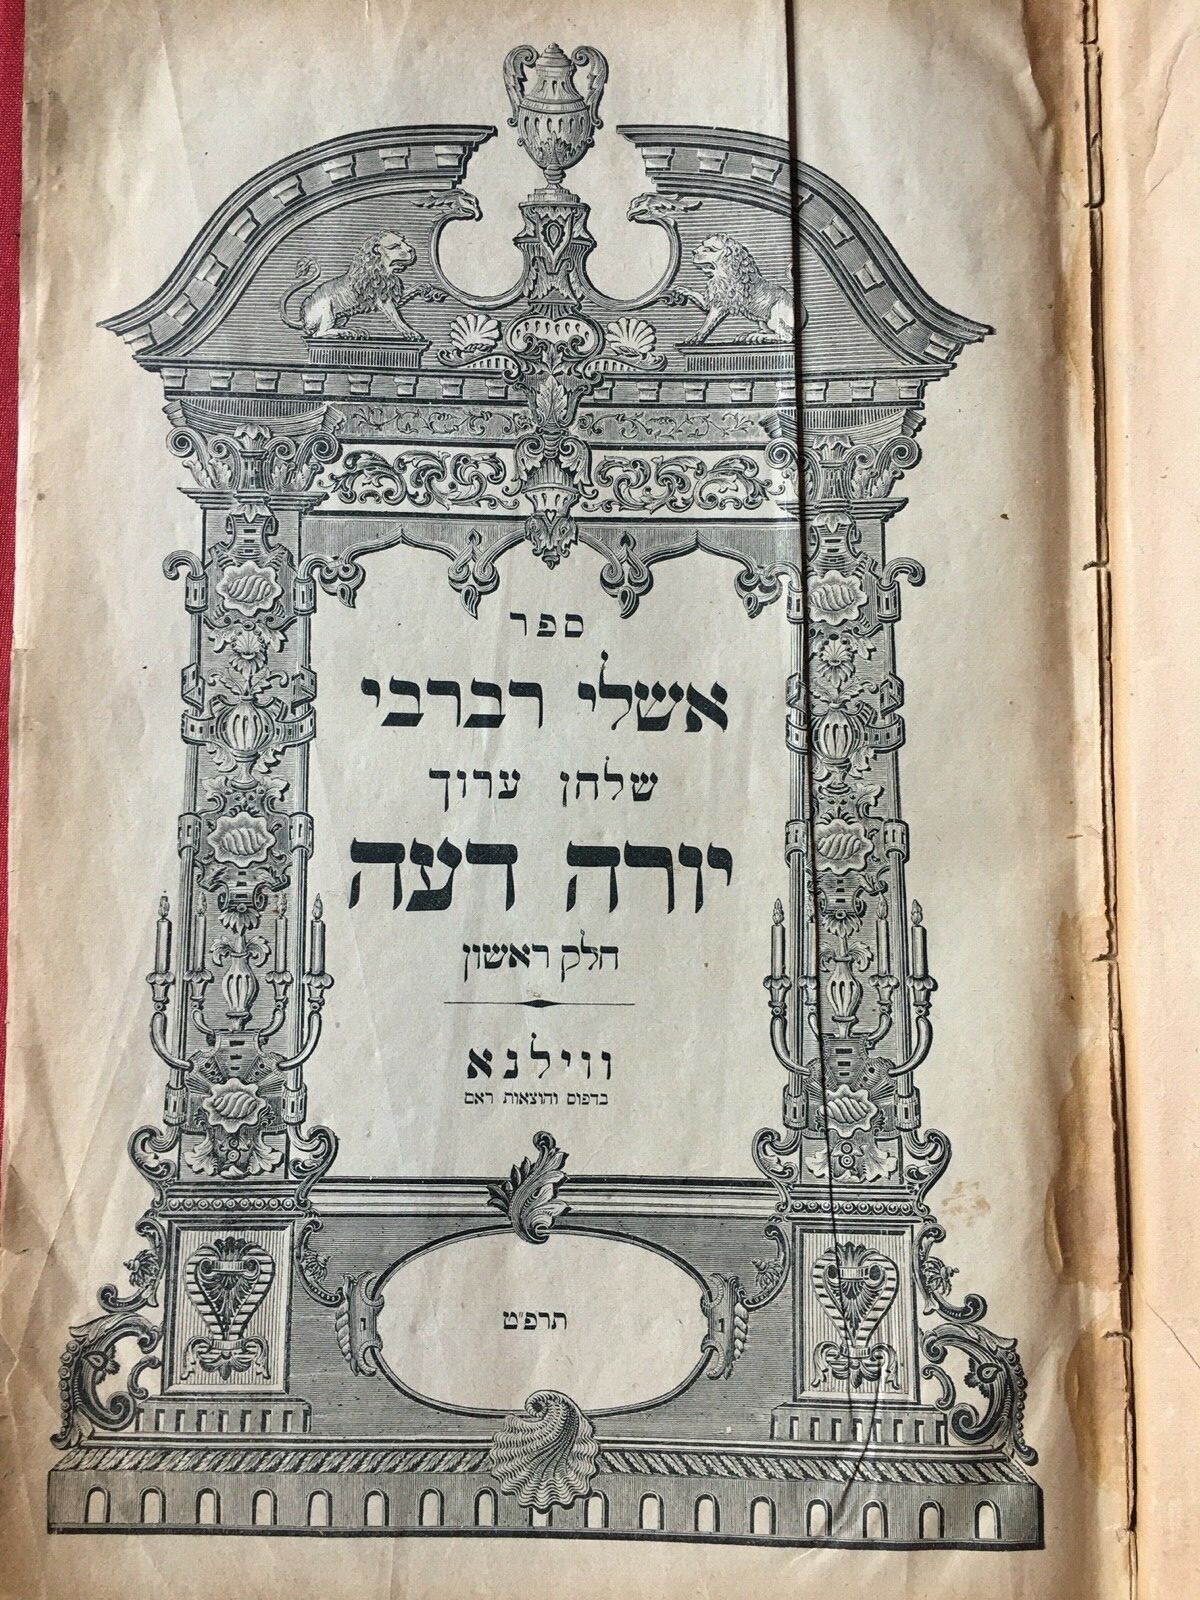 ספר
אשלי רברבי
שלחן ערוך
יורה דעה
חלק ראשון
ווילנא
בדפוס והוצאות ראם
תרפ״ט